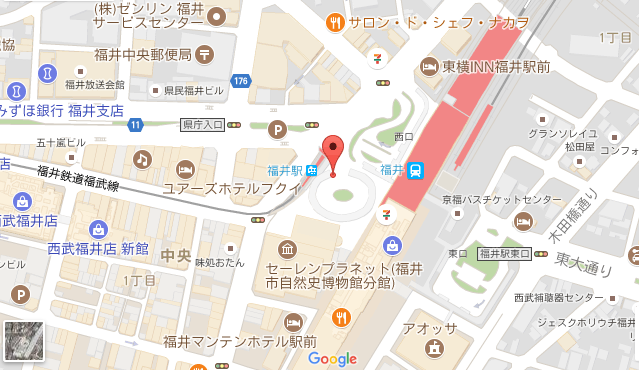 (株)ゼンリン 福井
サービスセンター
サロン・ド・シェフ・ナカヲ
1丁目
協
福井中央郵便局
東横INN福井駅前
福井放送会館
県民福井ビル
176
みずほ銀行 福井支店
11
県庁入口
P
西口
グランソレイユ
松田屋
コンフォ
五十嵐ビル
福井駅
福井
福井鉄道福武線
ユアーズホテルフクイ
京福バスチケットセンター
木田橋通り
西武福井店
西武福井店 新館
中央
味処おたん
東口
福井駅東口
東大通り
ンビル
1丁目
セーレンプラネット(福井
市自然史博物館分館)
西武補聴器センター
P
アオッサ
ジェスクホリウチ福井
福井マンテンホテル駅前
Google